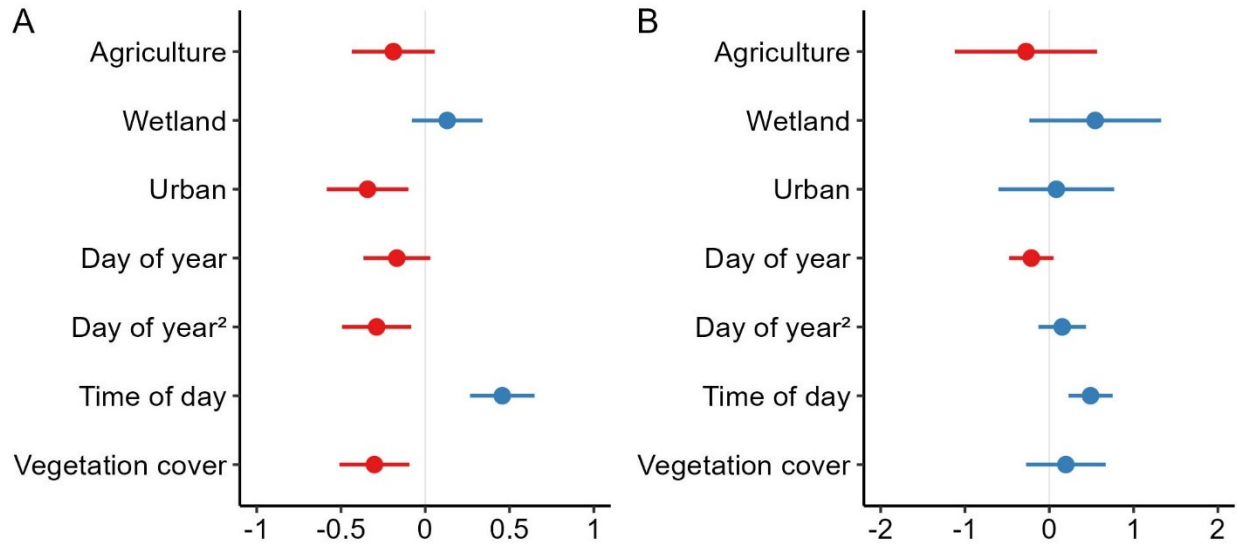 A
Agriculture
Wetland
Urban
Day of year
Day of year²
Time of day
Vegetation cover
-1 -0.5 0 0.5 1
B
Agriculture
Wetland
Urban
Day of year
Day of year²
Time of day
Vegetation cover
-2 -1 0 1 2